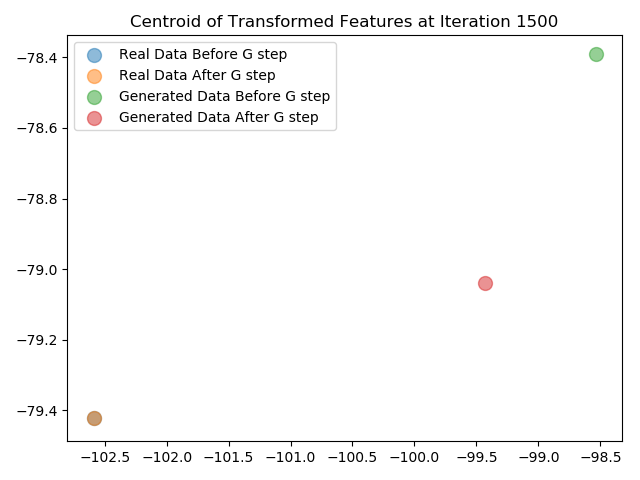 Centroid of Transformed Features at Iteration 1500
Real Data Before G step
Real Data After G step
Generated Data Before G step
Generated Data After G step
−78.4
−78.6
−78.8
−79.0
−79.2
−79.4
−102.5 −102.0 −101.5 −101.0 −100.5 −100.0 −99.5 −99.0 −98.5